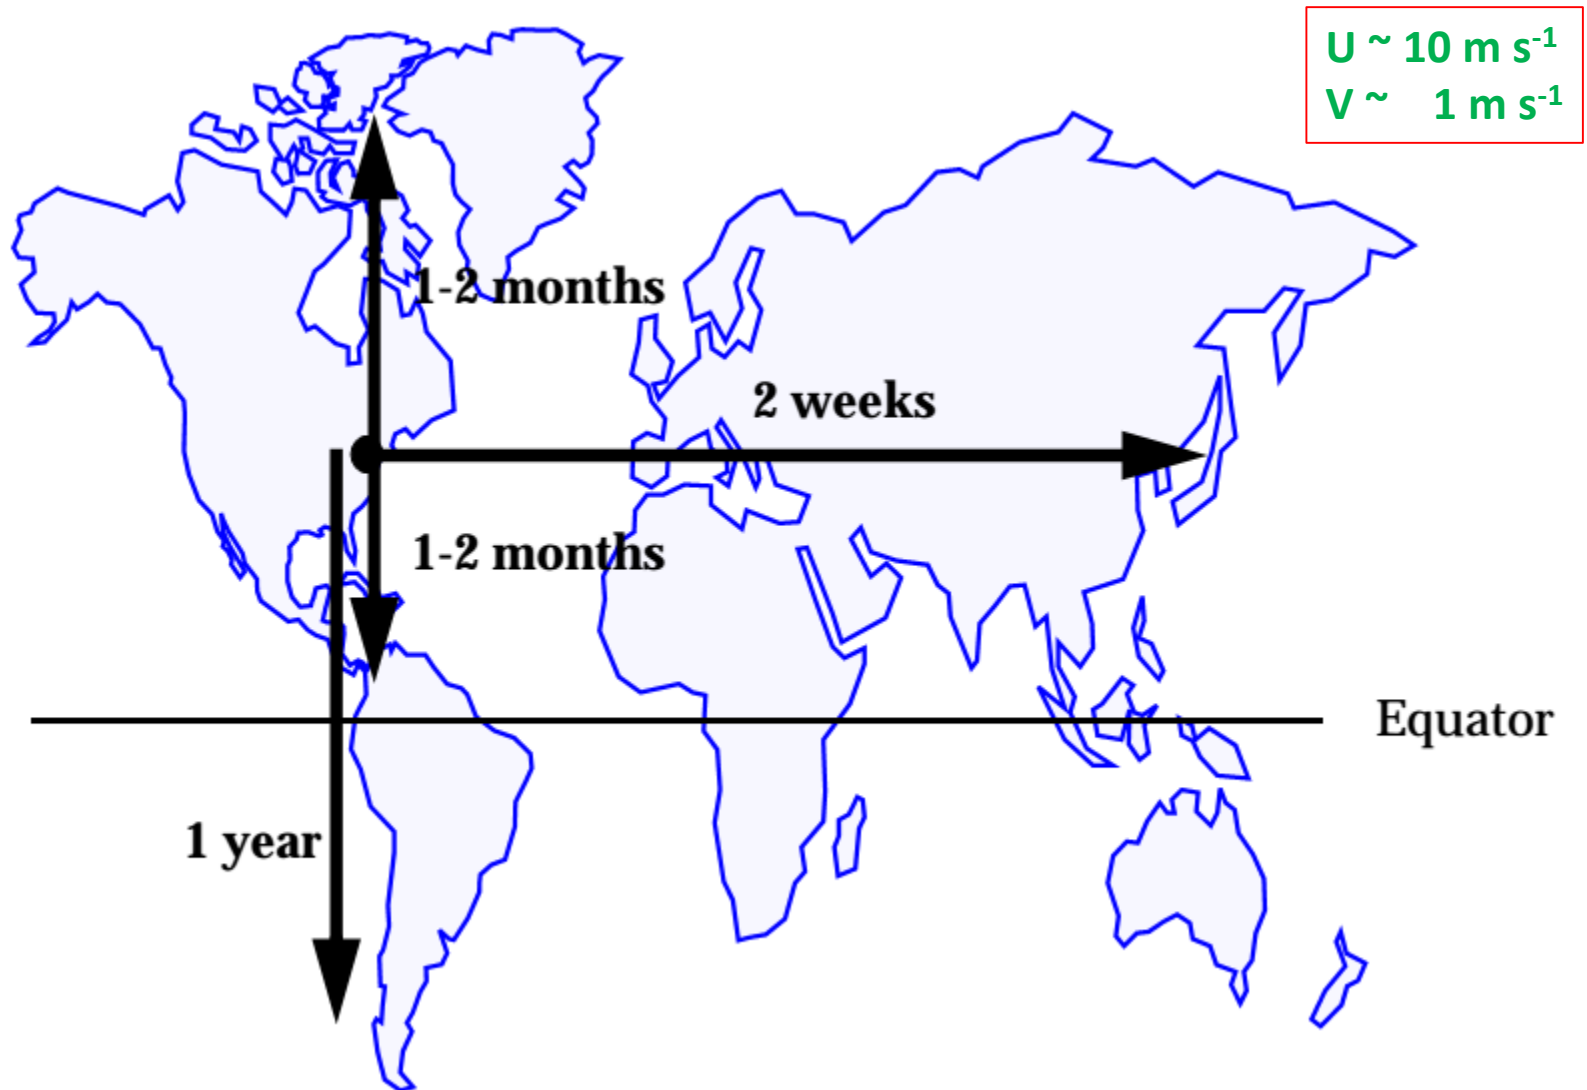 U ~ 10 m s⁻¹
V ~ 1 m s⁻¹
1-2 months
2 weeks
1-2 months
Equator
1 year